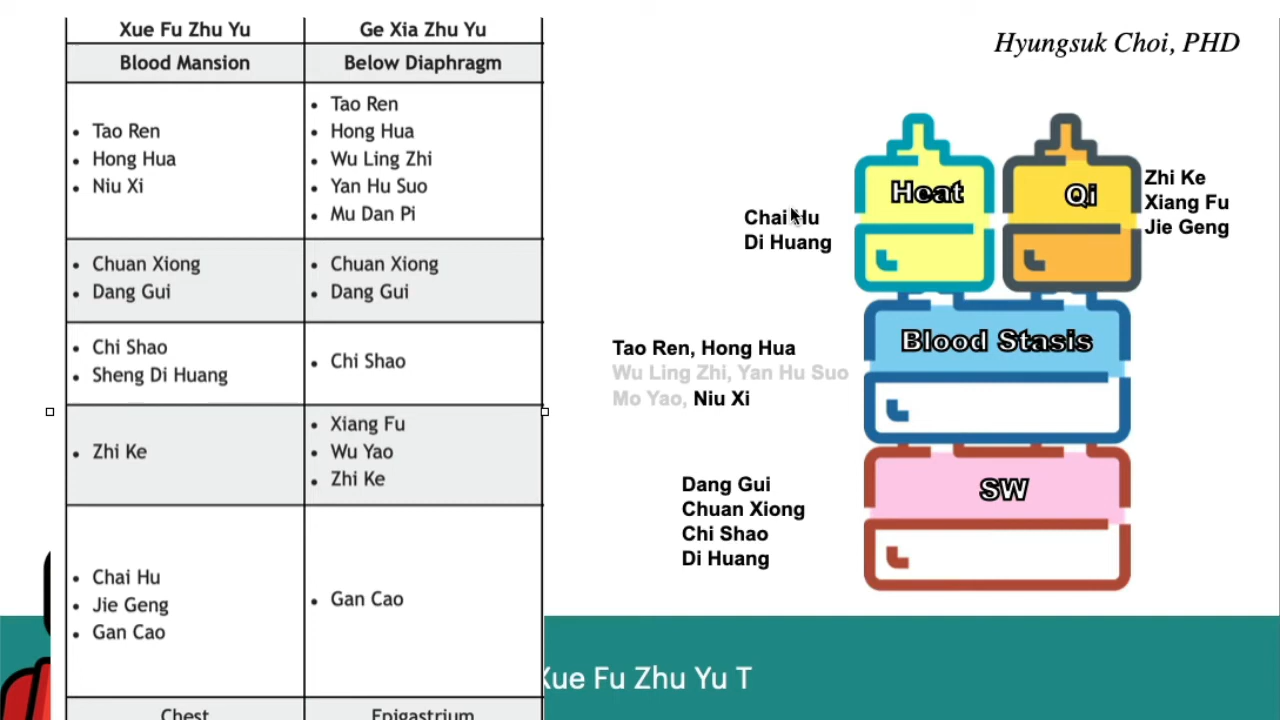 Xue Fu Zhu Yu
Ge Xia Zhu Yu
Blood Mansion
Below Diaphragm
• Tao Ren
• Hong Hua
• Niu Xi
• Tao Ren
• Hong Hua
• Wu Ling Zhi
• Yan Hu Suo
• Mu Dan Pi
• Chuan Xiong
• Dang Gui
• Chuan Xiong
• Dang Gui
• Chi Shao
• Sheng Di Huang
• Chi Shao
• Zhi Ke
• Xiang Fu
• Wu Yao
• Zhi Ke
• Chai Hu
• Jie Geng
• Gan Cao
• Gan Cao
Chest
Epigastrium
Hyungsuk Choi, PHD
Heat
Qi
Zhi Ke
Xiang Fu
Jie Geng
Chai Hu
Di Huang
Blood Stasis
Tao Ren, Hong Hua
Wu Ling Zhi, Yan Hu Suo
Mo Yao, Niu Xi
SW
Dang Gui
Chuan Xiong
Chi Shao
Di Huang
Xue Fu Zhu Yu T